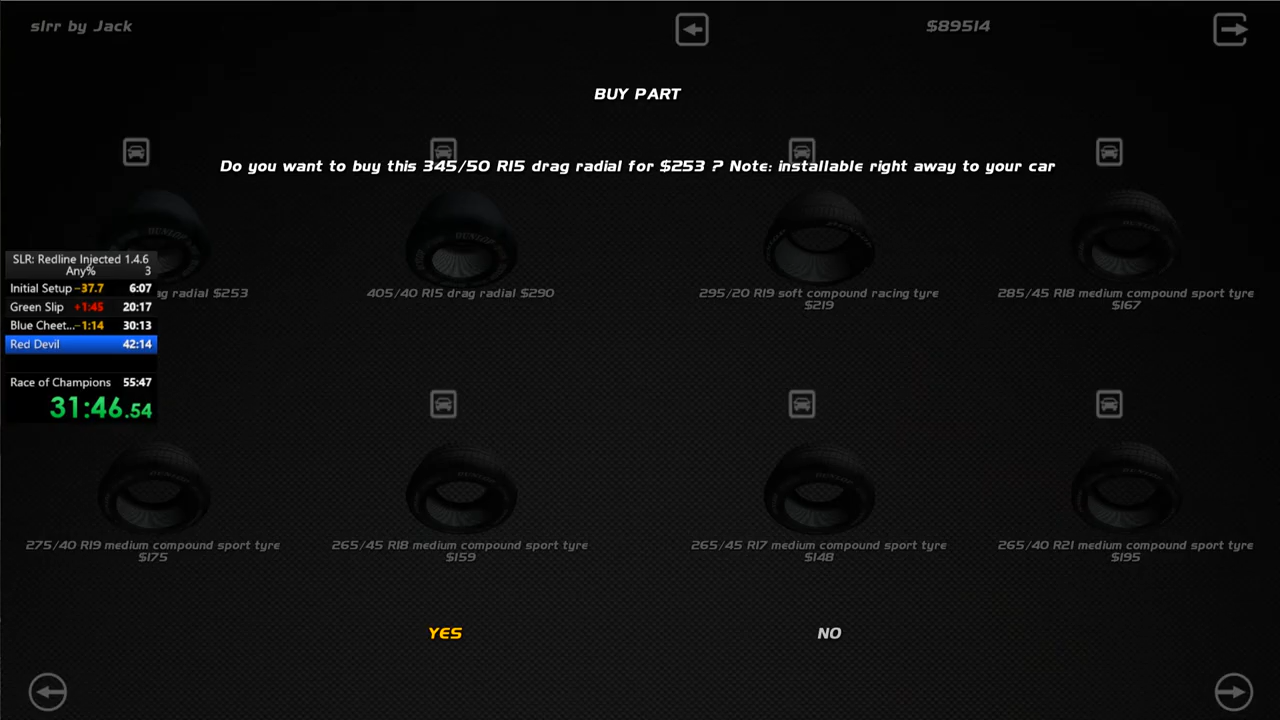 slrr by Jack
$89514
BUY PART
Do you want to buy this 345/50 R15 drag radial for $253 ? Note: installable right away to your car
DUNLOP
DUNLOP
DUNLOP
SLR: Redline Injected 1.4.6
Any% 3
Initial Setup -37.7 6:07
Green Slip +1:45 20:17
Blue Cheet... -1:14 30:13
Red Devil 42:14
Race of Champions 55:47
31:46.54
ag radial $253
405/40 R15 drag radial $290
295/20 R19 soft compound racing tyre
$219
285/45 R18 medium compound sport tyre
$167
275/40 R19 medium compound sport tyre
$175
265/45 R18 medium compound sport tyre
$159
265/45 R17 medium compound sport tyre
$148
265/40 R21 medium compound sport tyre
$195
YES
NO